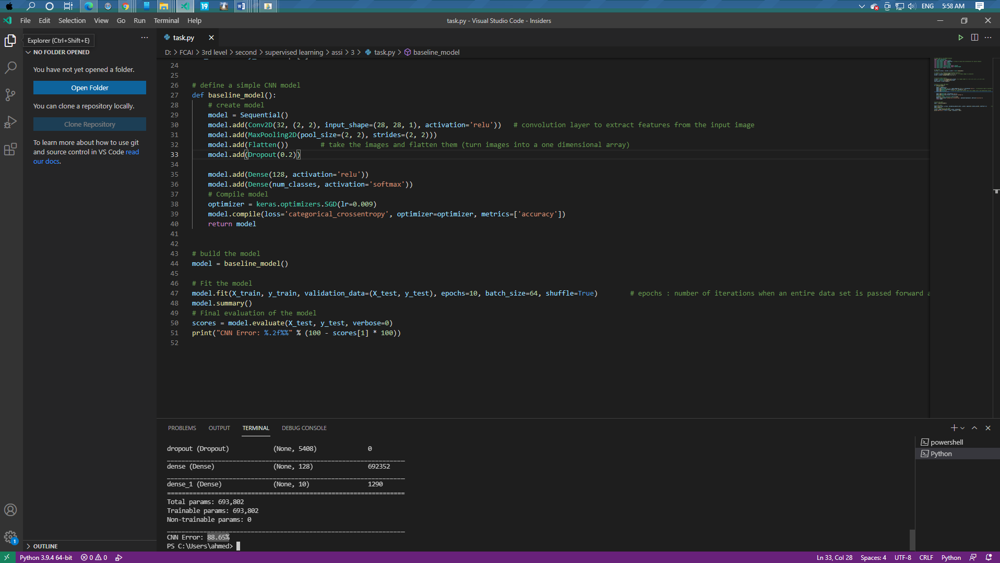 19
ENG
5:58 AM
File Edit Selection View Go Run Terminal Help
task.py - Visual Studio Code - Insiders
Explorer (Ctrl+Shift+E)
NO FOLDER OPENED
You have not yet opened a folder.
Open Folder
You can clone a repository locally.
Clone Repository
To learn more about how to use git
and source control in VS Code read
our docs.
OUTLINE
task.py
D: > FCAI > 3rd level > second > supervised learning > assi > 3 > task.py > baseline_model
24
25
26 # define a simple CNN model
27 def baseline_model():
28     # create model
29     model = Sequential()
30     model.add(Conv2D(32, (2, 2), input_shape=(28, 28, 1), activation='relu'))   # convolution layer to extract features from the input image
31     model.add(MaxPooling2D(pool_size=(2, 2), strides=(2, 2)))
32     model.add(Flatten())        # take the images and flatten them (turn images into a one dimensional array)
33     model.add(Dropout(0.2))
34
35     model.add(Dense(128, activation='relu'))
36     model.add(Dense(num_classes, activation='softmax'))
37     # Compile model
38     optimizer = keras.optimizers.SGD(lr=0.009)
39     model.compile(loss='categorical_crossentropy', optimizer=optimizer, metrics=['accuracy'])
40     return model
41
42
43 # build the model
44 model = baseline_model()
45
46 # Fit the model
47 model.fit(X_train, y_train, validation_data=(X_test, y_test), epochs=10, batch_size=64, shuffle=True)        # epochs : number of iterations when an entire data set is passed forward
48 model.summary()
49 # Final evaluation of the model
50 scores = model.evaluate(X_test, y_test, verbose=0)
51 print("CNN Error: %.2f%%" % (100 - scores[1] * 100))
52
PROBLEMS OUTPUT TERMINAL DEBUG CONSOLE
powershell
Python
dropout (Dropout)            (None, 5408)              0
dense (Dense)                (None, 128)               692352
dense_1 (Dense)              (None, 10)                1290
=================================================================
Total params: 693,802
Trainable params: 693,802
Non-trainable params: 0
CNN Error: 88.65%
PS C:\Users\ahmed>
1
Python 3.9.4 64-bit 0 0
Ln 33, Col 28 Spaces: 4 UTF-8 CRLF Python